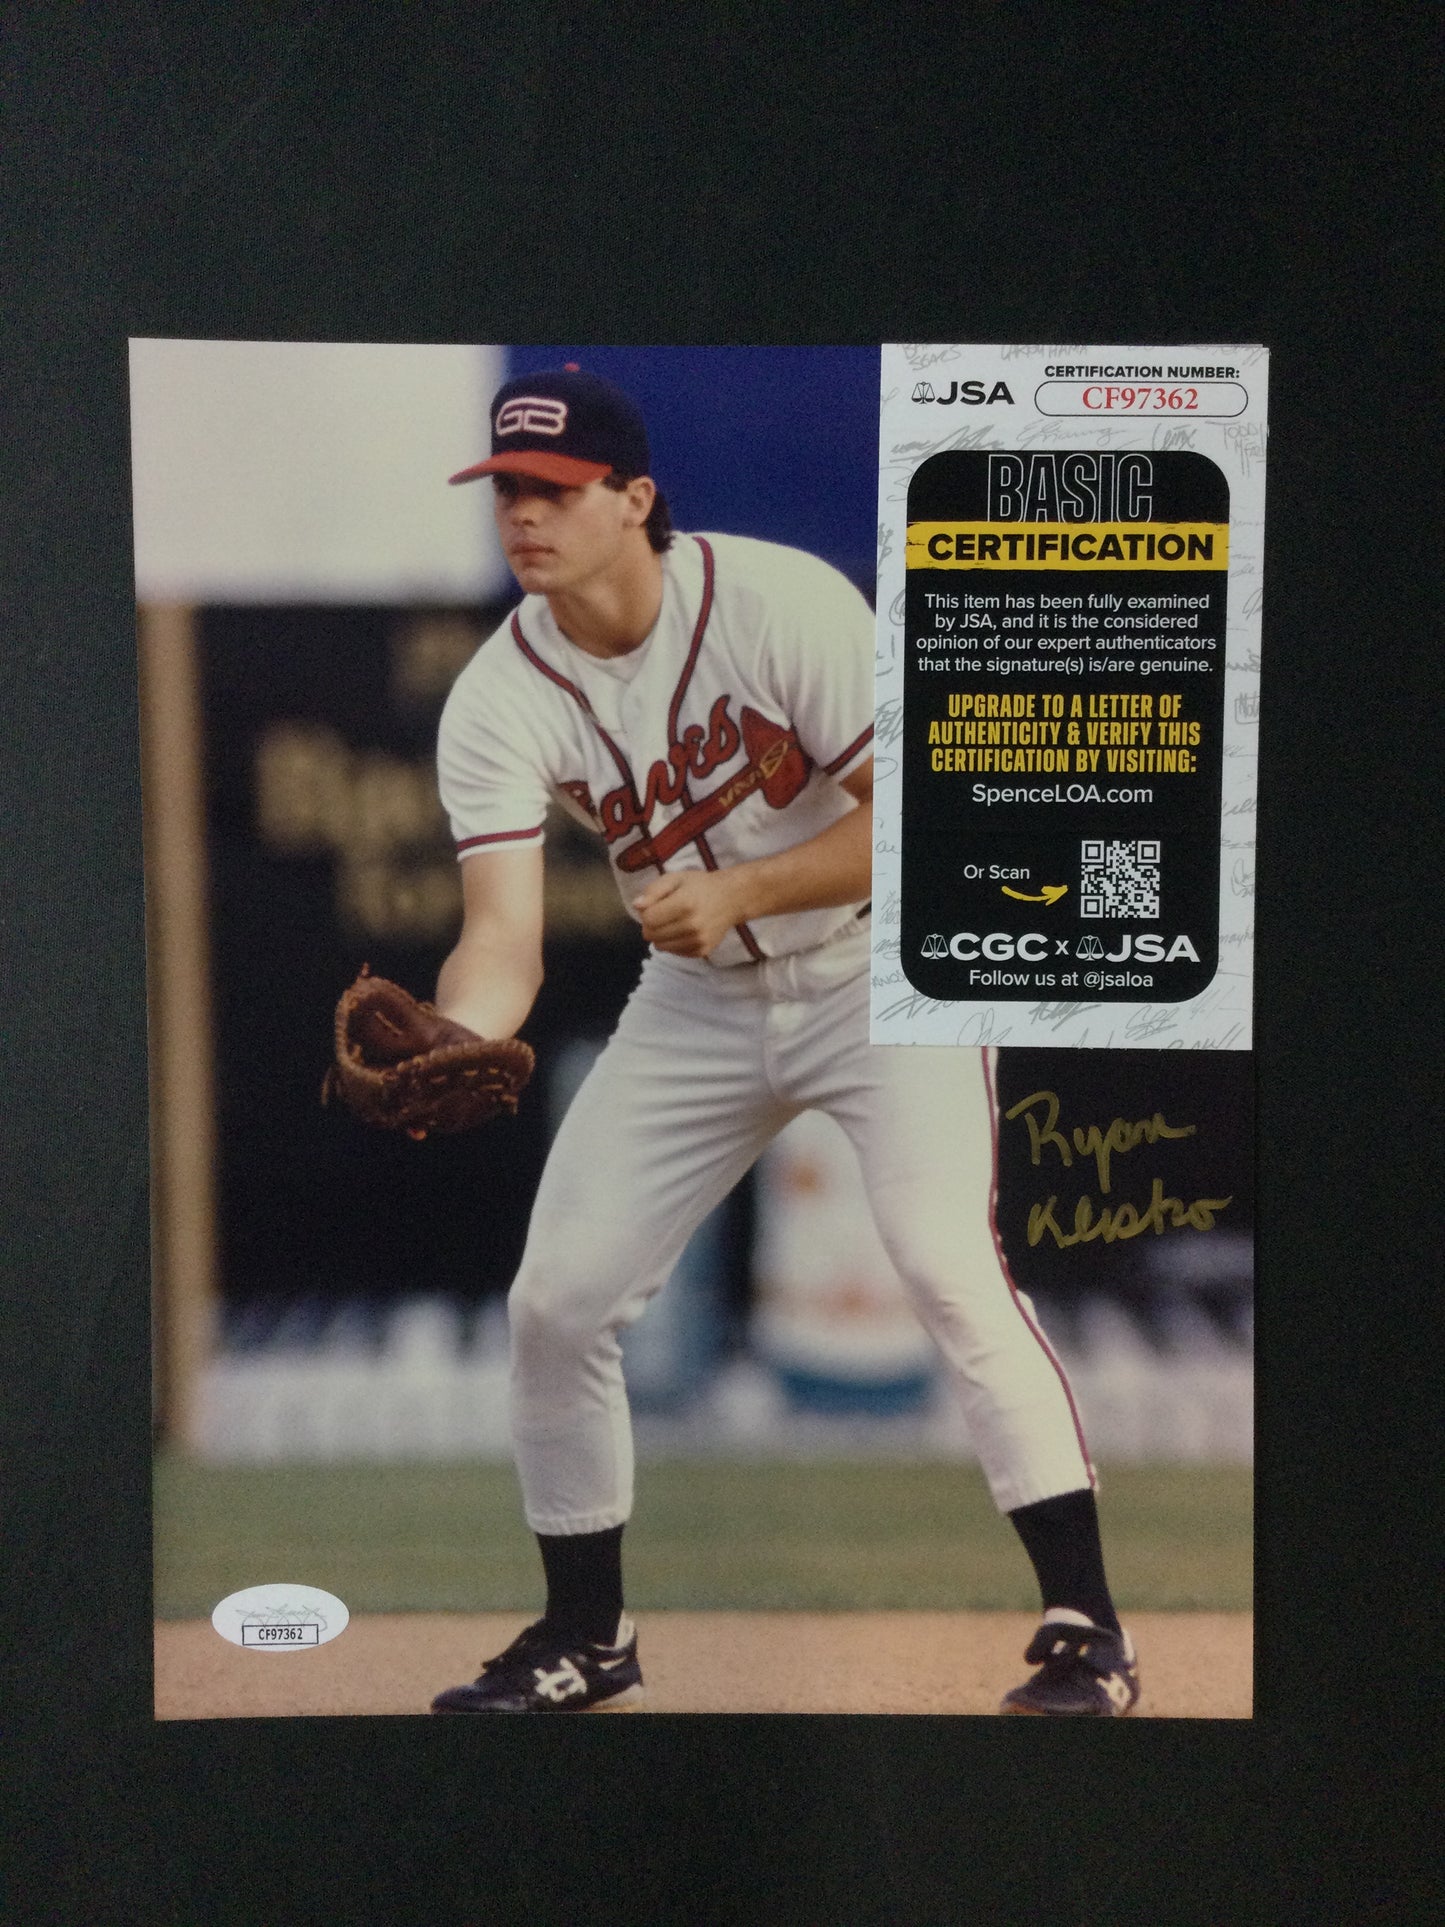 GB
Braves
JSA
CERTIFICATION NUMBER:
CF97362
BASIC
CERTIFICATION
This item has been fully examined
by JSA, and it is the considered
opinion of our expert authenticators
that the signature(s) is/are genuine.
UPGRADE TO A LETTER OF
AUTHENTICITY & VERIFY THIS
CERTIFICATION BY VISITING:
SpenceLOA.com
Or Scan
CGC x JSA
Follow us at @jsaloa
Ryan
Klesko
CF97362